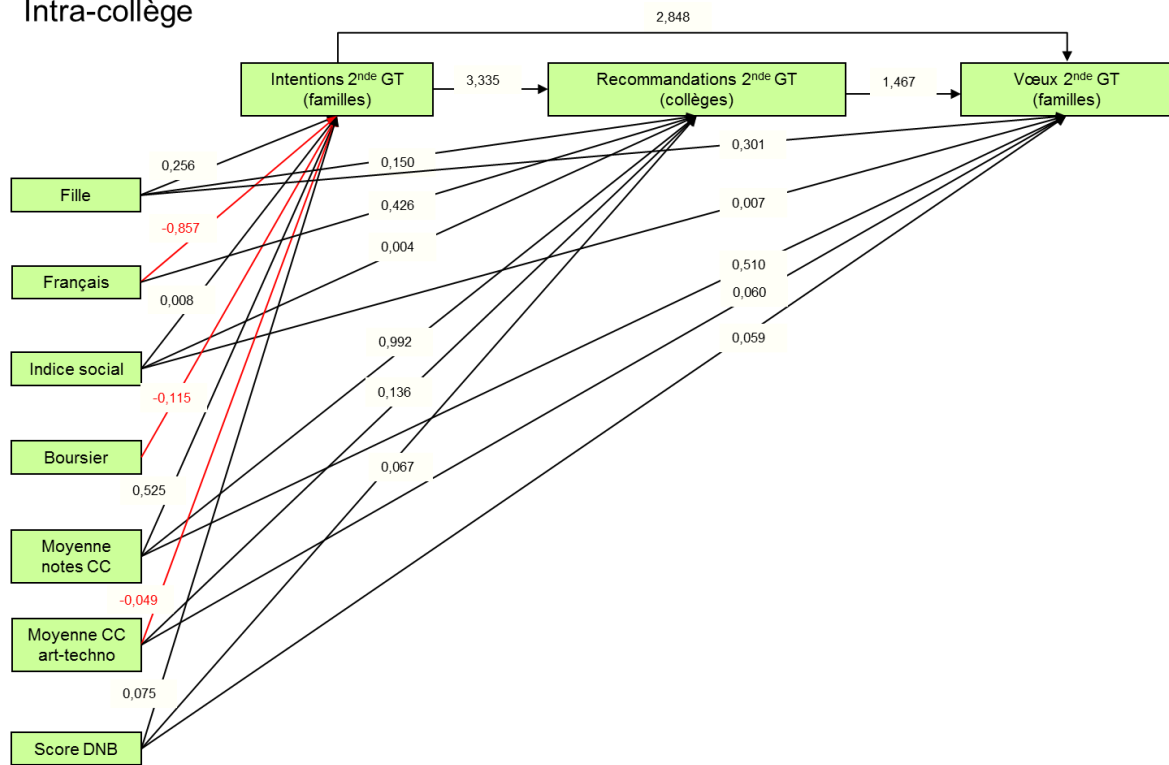 Intra-collège
2,848
Intentions 2nde GT
(familles)
3,335
Recommandations 2nde GT
(collèges)
1,467
Vœux 2nde GT
(familles)
0,256
0,150
0,301
Fille
0,426
0,007
-0,857
0,004
Français
0,510
0,008
0,060
0,992
0,059
Indice social
-0,115
0,136
Boursier
0,067
0,525
Moyenne
notes CC
-0,049
Moyenne CC
art-techno
0,075
Score DNB